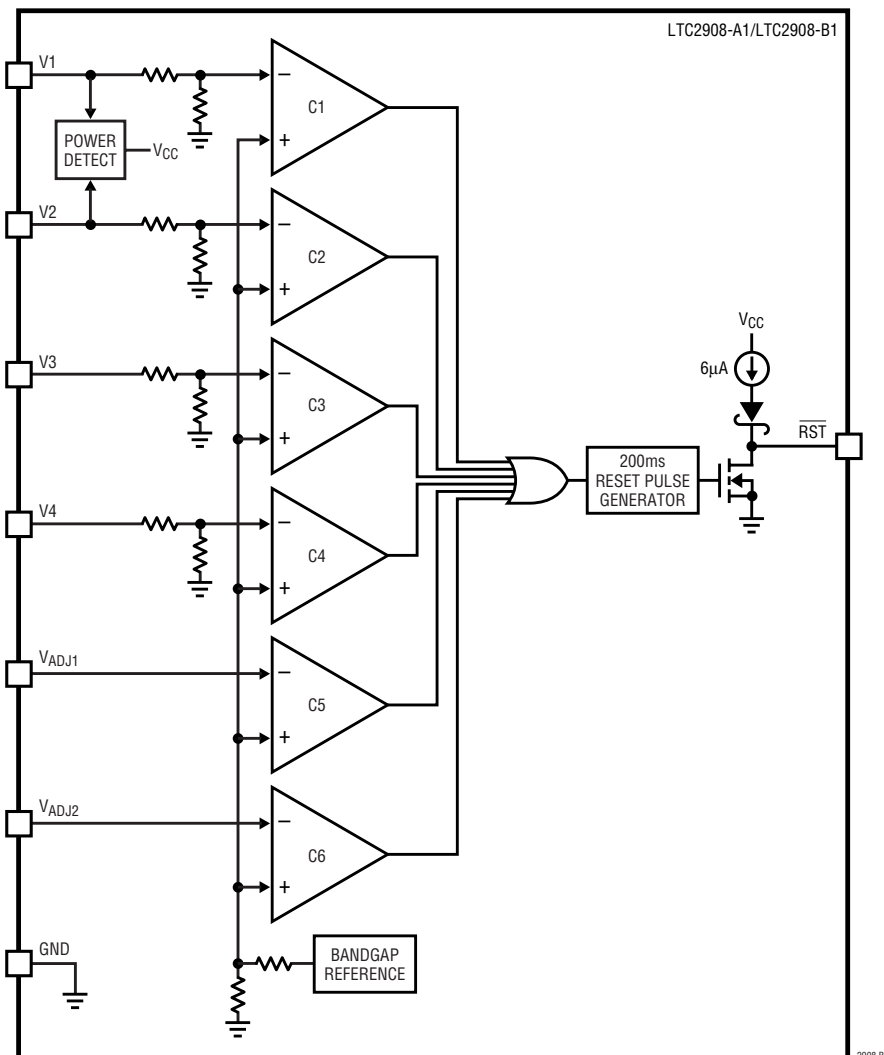 LTC2908-A1/LTC2908-B1
V1
−
C1
+
POWER
DETECT
VCC
V2
−
C2
+
V3
−
C3
+
VCC
6µA
RST
200ms
RESET PULSE
GENERATOR
V4
−
C4
+
VADJ1
−
C5
+
VADJ2
−
C6
+
GND
BANDGAP
REFERENCE